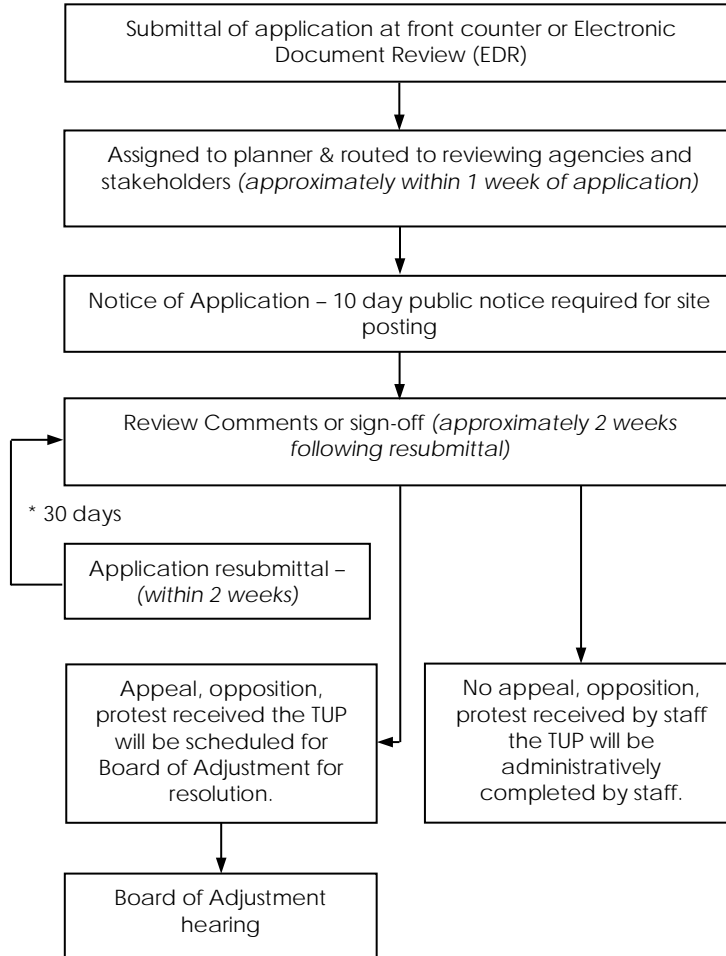 Submittal of application at front counter or Electronic
Document Review (EDR)
Assigned to planner & routed to reviewing agencies and
stakeholders (approximately within 1 week of application)
Notice of Application – 10 day public notice required for site
posting
Review Comments or sign-off (approximately 2 weeks
following resubmittal)
* 30 days
Application resubmittal –
(within 2 weeks)
Appeal, opposition,
protest received the TUP
will be scheduled for
Board of Adjustment for
resolution.
No appeal, opposition,
protest received by staff
the TUP will be
administratively
completed by staff.
Board of Adjustment
hearing